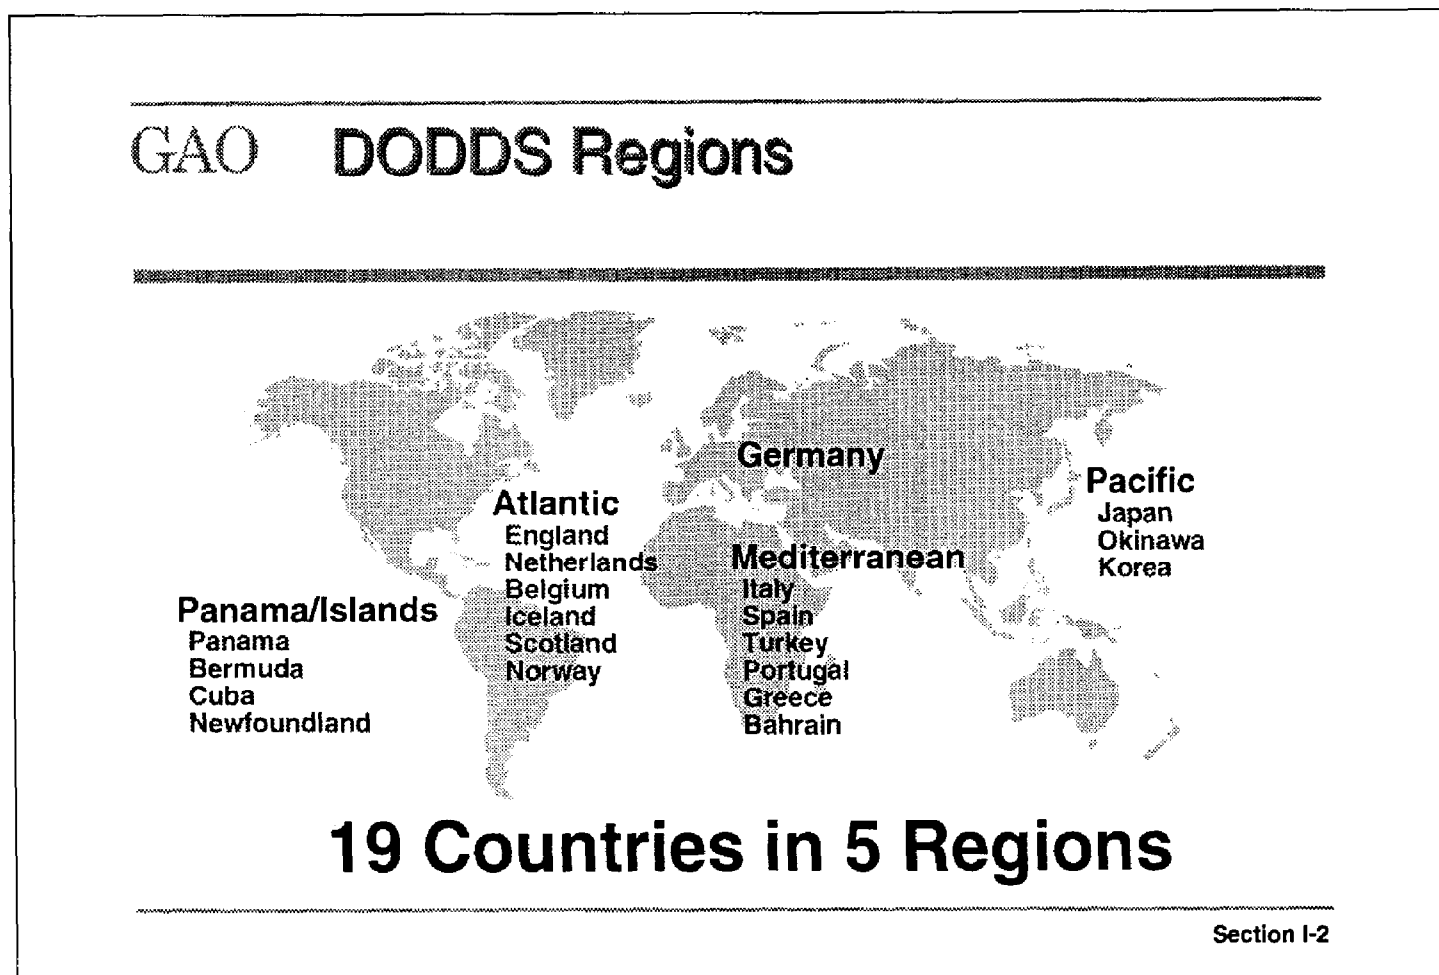 GAO DODDS Regions
Germany
Pacific
Japan
Okinawa
Korea
Atlantic
England
Netherlands
Belgium
Iceland
Scotland
Norway
Mediterranean
Italy
Spain
Turkey
Portugal
Greece
Bahrain
Panama/Islands
Panama
Bermuda
Cuba
Newfoundland
19 Countries in 5 Regions
Section I-2